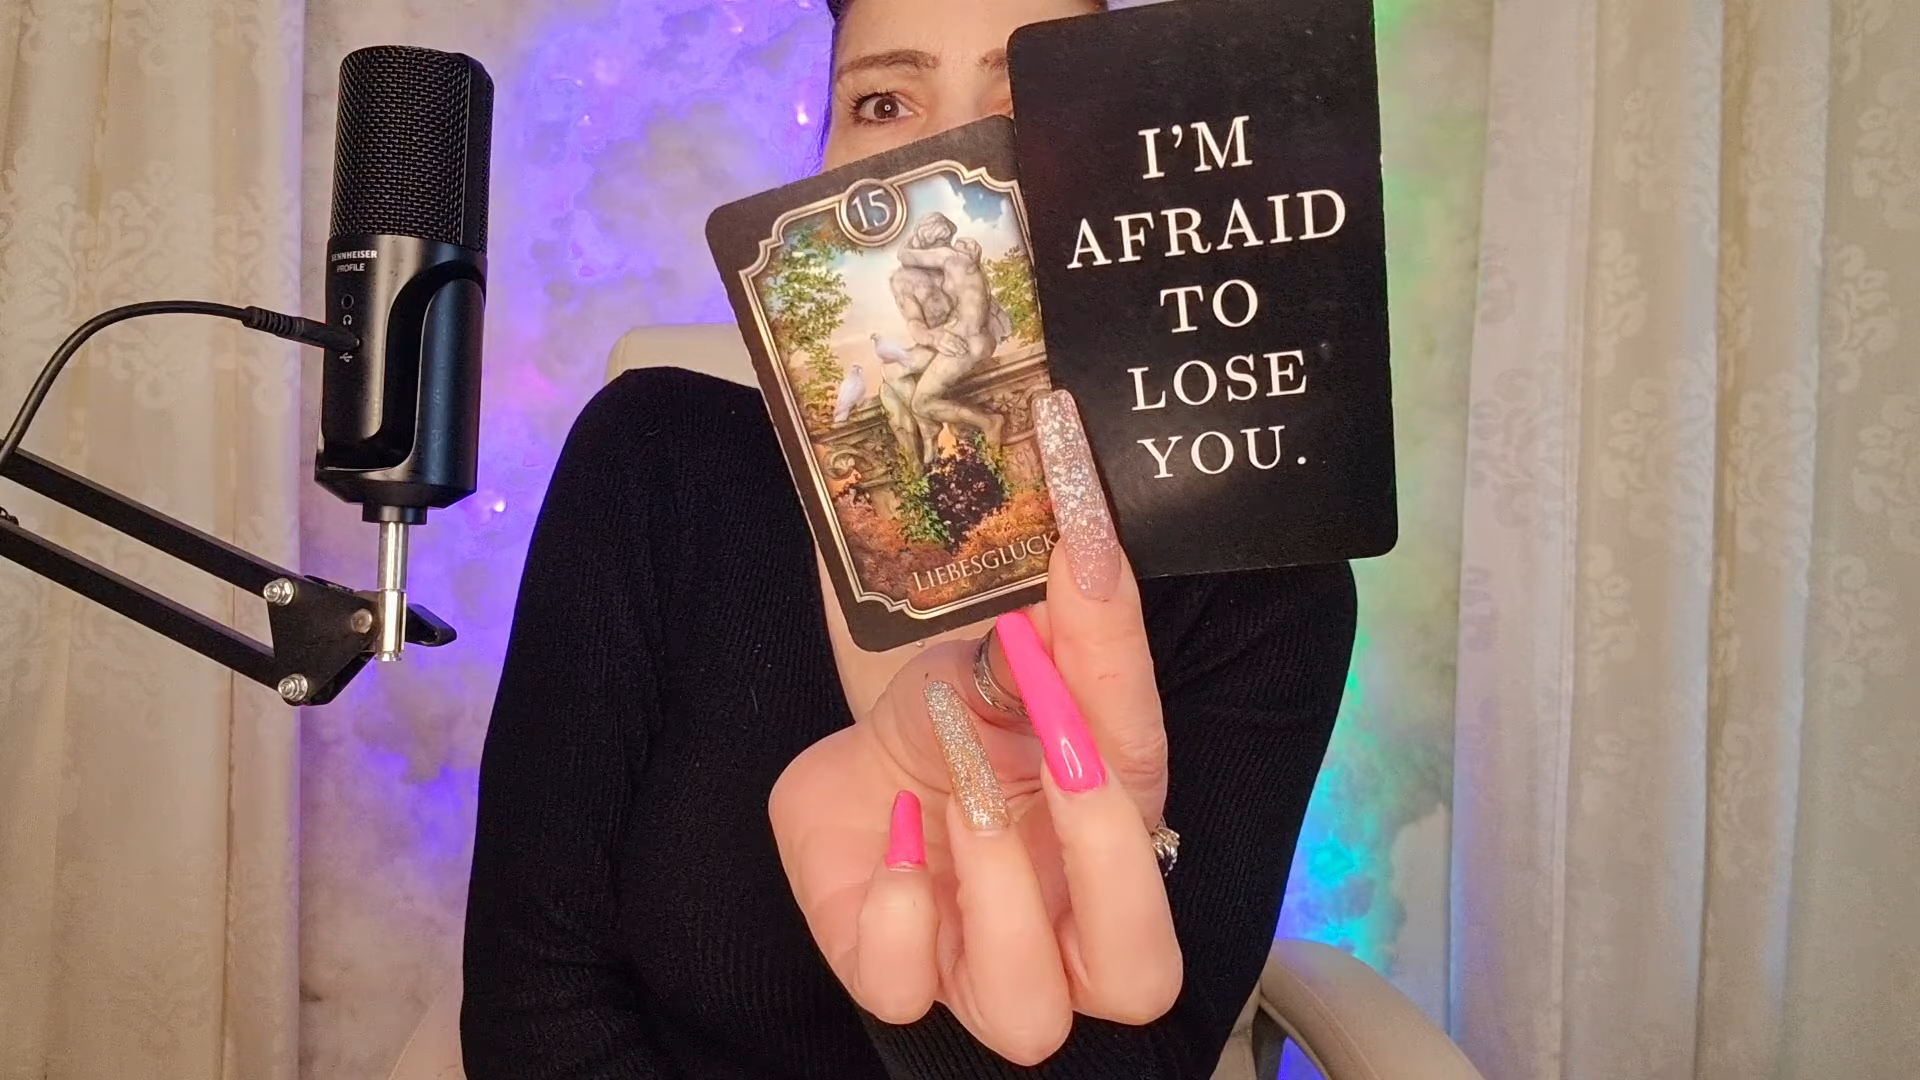 SENNHEISER
PROFILE
15
LIEBESGLÜCK
I'M
AFRAID
TO
LOSE
YOU.